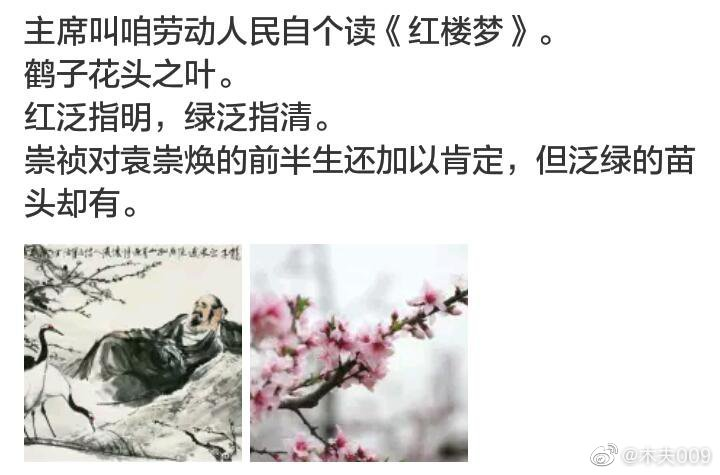 主席叫咱劳动人民自个读《红楼梦》。
鹤子花头之叶。
红泛指明，绿泛指清。
崇祯对袁崇焕的前半生还加以肯定，但泛绿的苗
头却有。
@木夫009